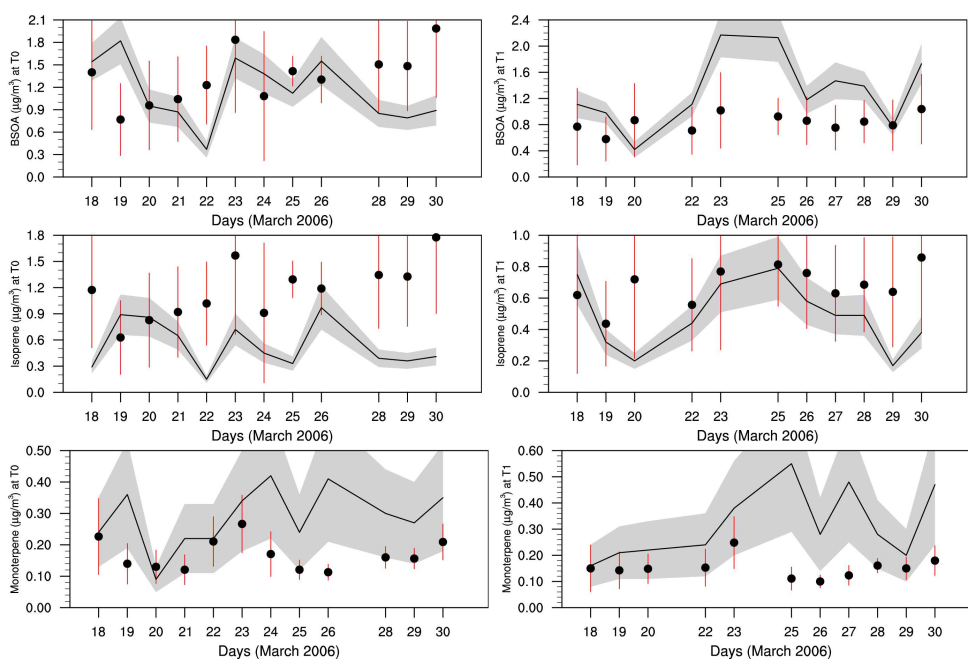 BSOA (µg/m³) at T0
2.1
1.8
1.5
1.2
0.9
0.6
0.3
0.0
18 19 20 21 22 23 24 25 26 28 29 30
Days (March 2006)
BSOA (µg/m³) at T1
2.4
2.0
1.6
1.2
0.8
0.4
0.0
18 19 20 22 23 25 26 27 28 29 30
Days (March 2006)
Isoprene (µg/m³) at T0
1.8
1.5
1.2
0.9
0.6
0.3
0.0
18 19 20 21 22 23 24 25 26 28 29 30
Days (March 2006)
Isoprene (µg/m³) at T1
1.0
0.8
0.6
0.4
0.2
0.0
18 19 20 22 23 25 26 27 28 29 30
Days (March 2006)
Monoterpene (µg/m³) at T0
0.50
0.40
0.30
0.20
0.10
0.00
18 19 20 21 22 23 24 25 26 28 29 30
Days (March 2006)
Monoterpene (µg/m³) at T1
0.60
0.50
0.40
0.30
0.20
0.10
0.00
18 19 20 22 23 25 26 27 28 29 30
Days (March 2006)